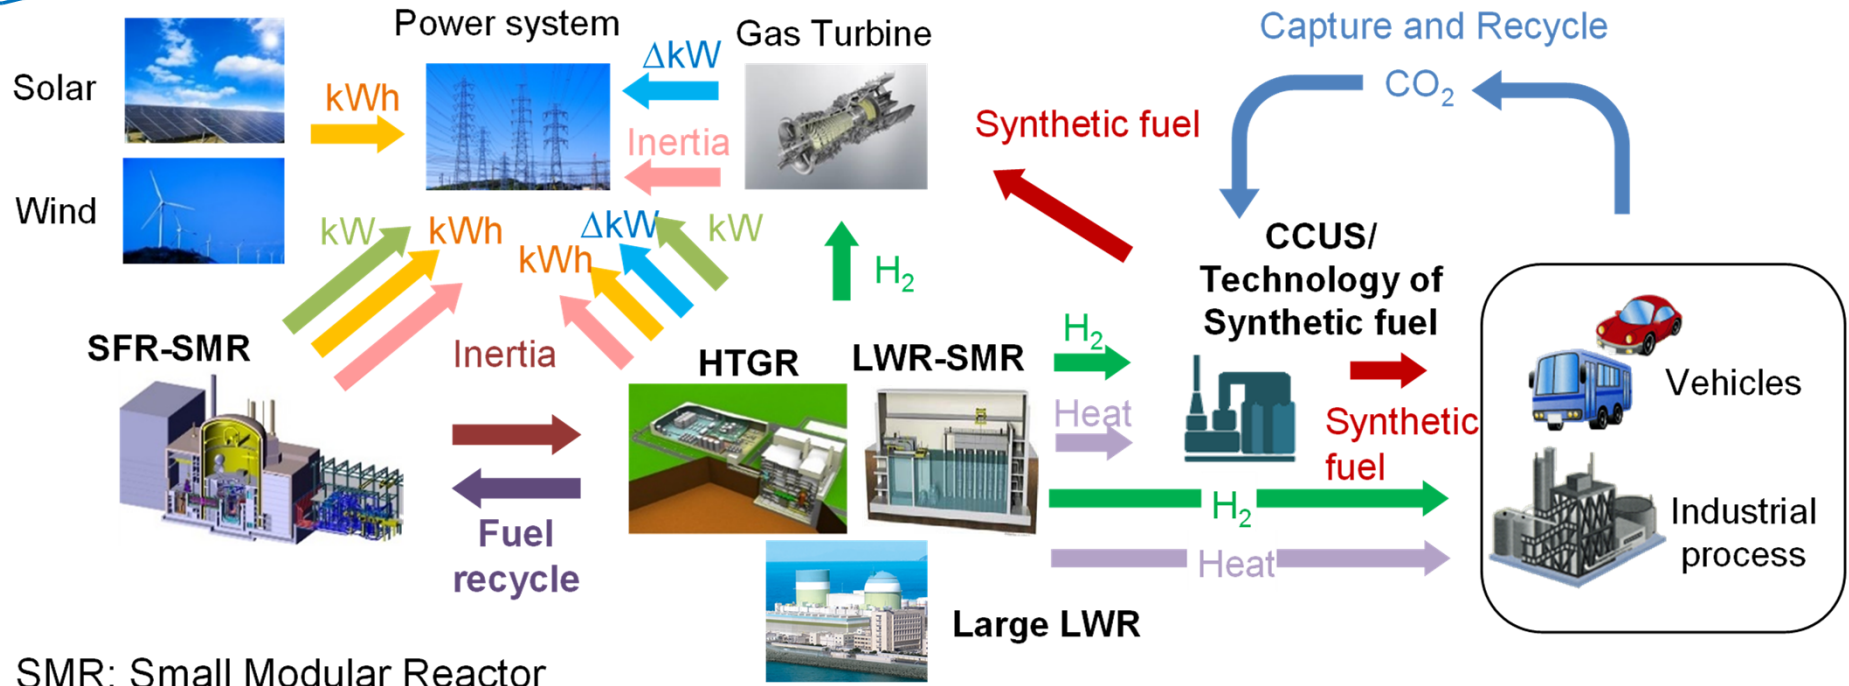 Power system
Gas Turbine
Capture and Recycle
Solar
kWh
ΔkW
CO2
Inertia
Synthetic fuel
Wind
kW
kWh
kWh
ΔkW
kW
H2
CCUS/
Technology of
Synthetic fuel
SFR-SMR
Inertia
HTGR
LWR-SMR
H2
Heat
Synthetic
fuel
Vehicles
Fuel
recycle
H2
Heat
Industrial
process
Large LWR
SMR: Small Modular Reactor